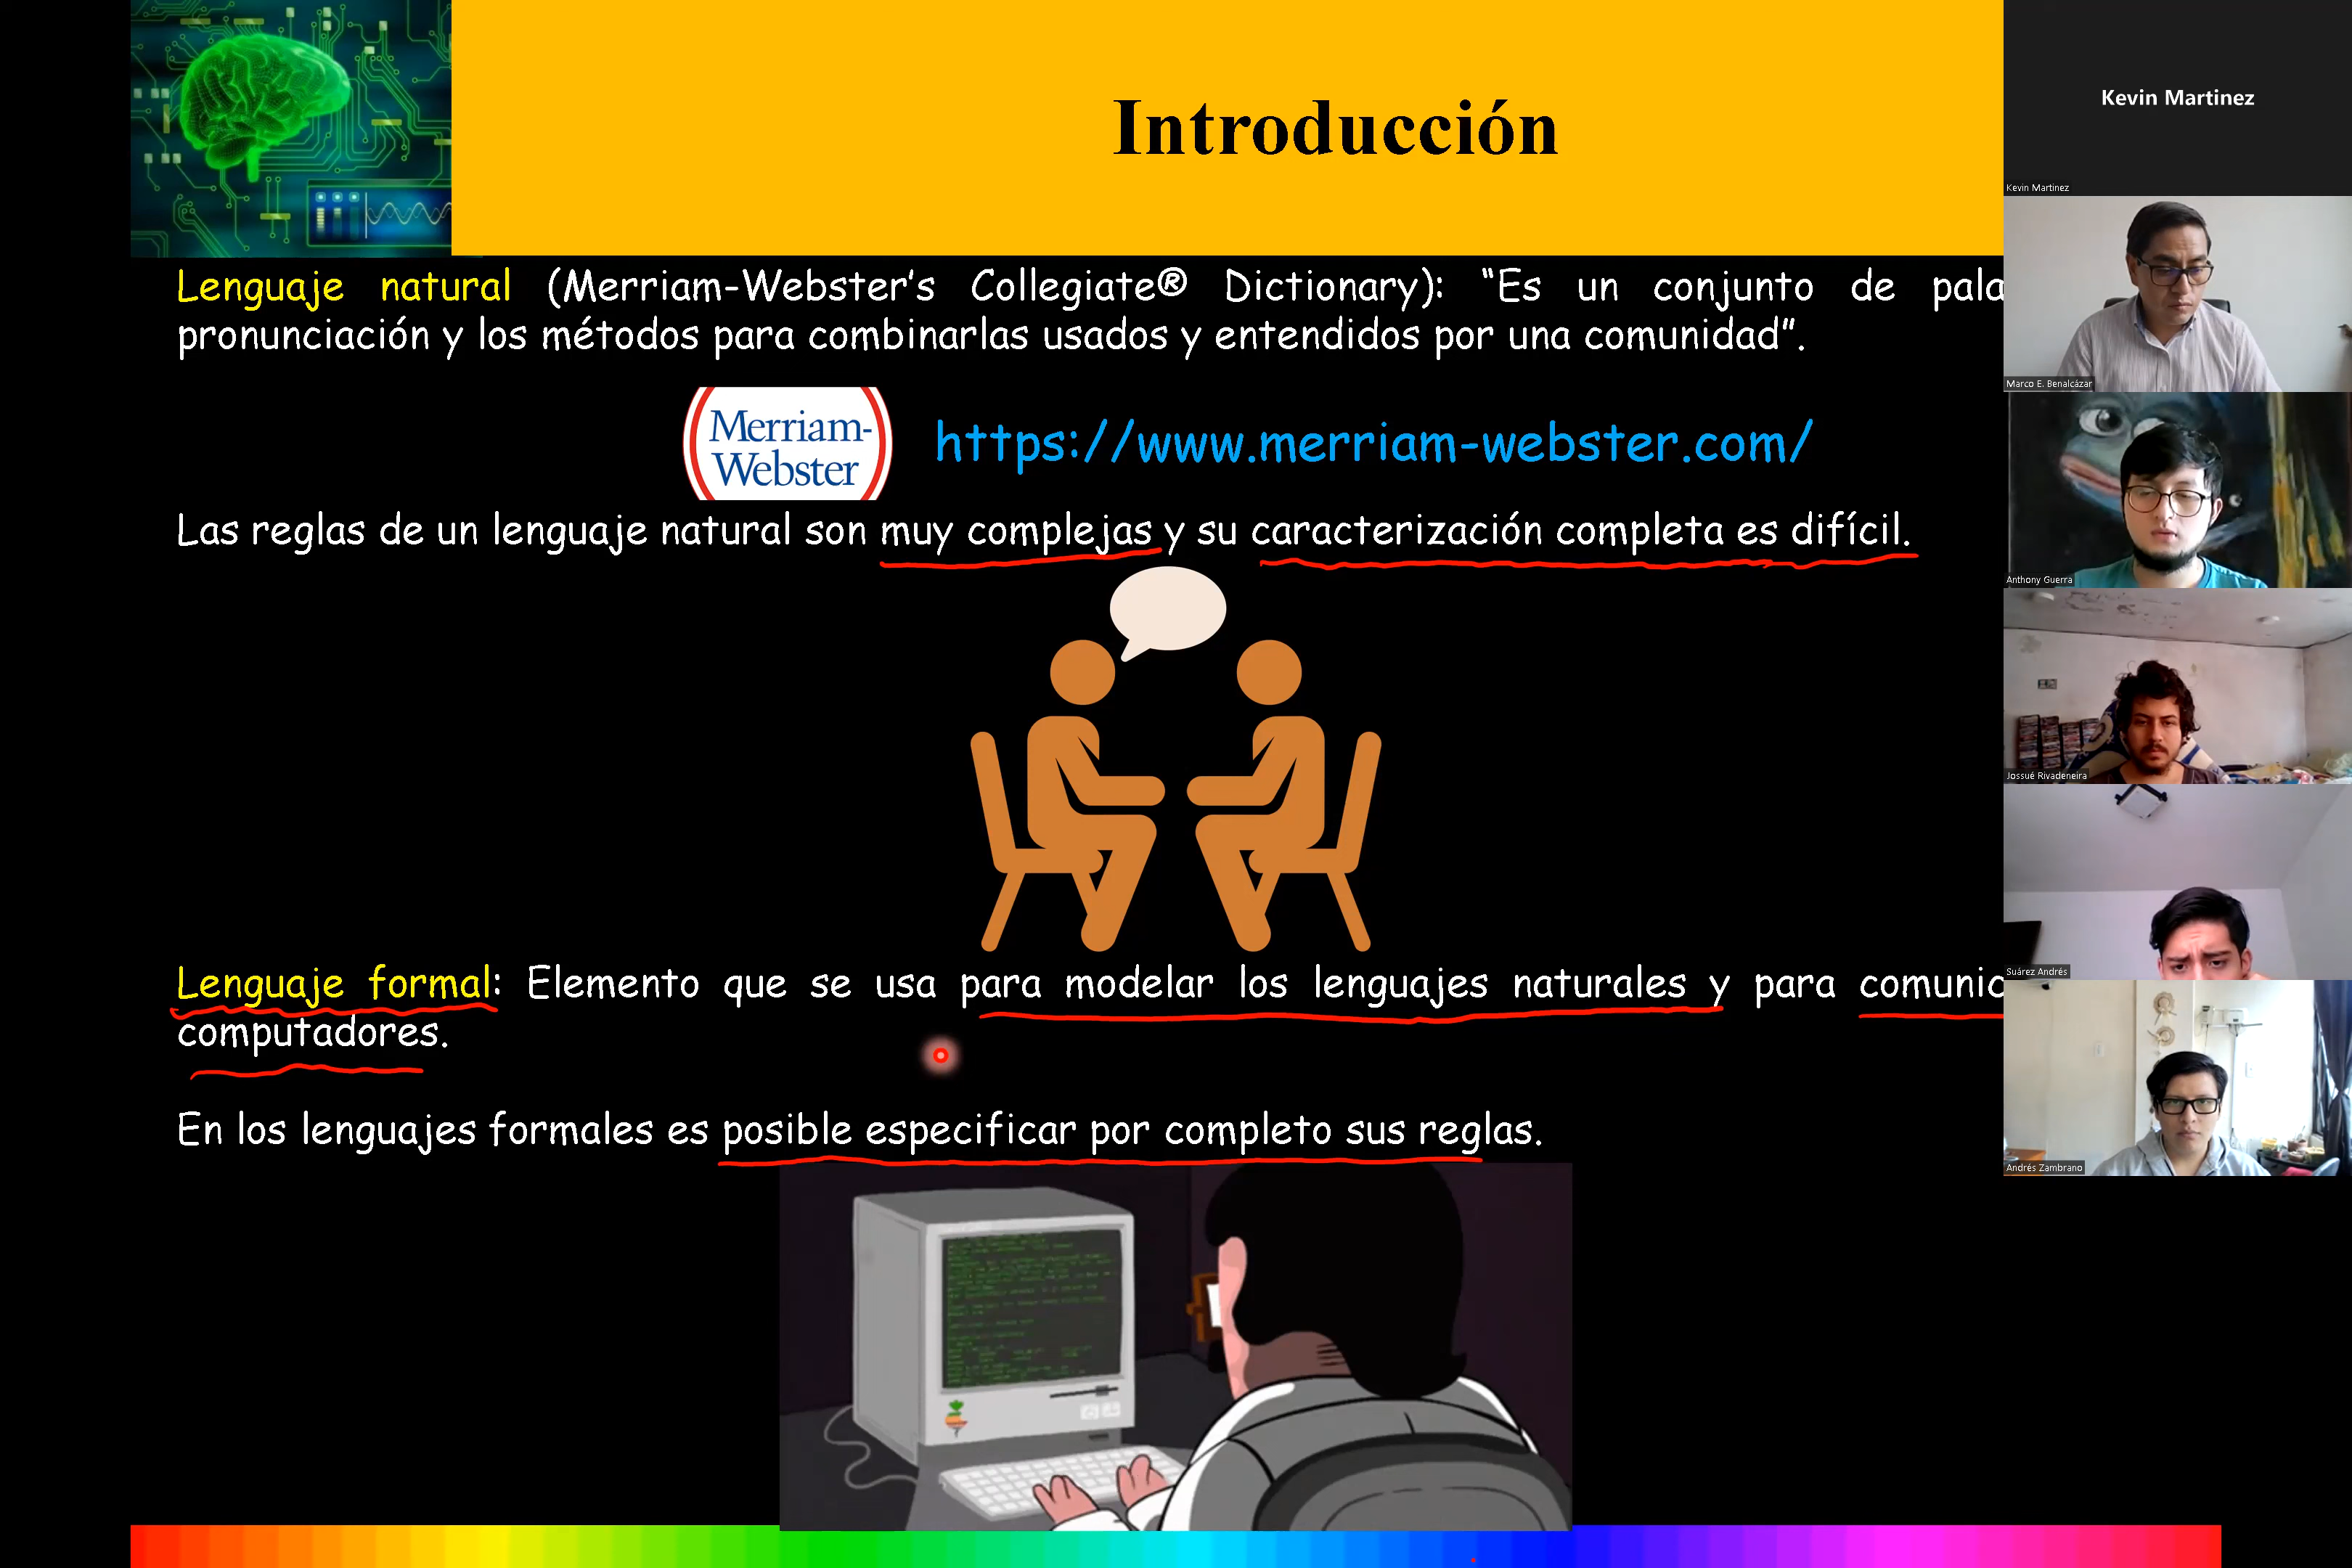 Introducción
Lenguaje natural (Merriam-Webster's Collegiate® Dictionary): “Es un conjunto de
pronunciación y los métodos para combinarlas usados y entendidos por una comunidad”.
Merriam-
Webster
https://www.merriam-webster.com/
Las reglas de un lenguaje natural son muy complejas y su caracterización completa es difícil.
Lenguaje formal: Elemento que se usa para modelar los lenguajes naturales y para
computadores.
En los lenguajes formales es posible especificar por completo sus reglas.
Kevin Martinez
Kevin Martinez
Marco E. Benalcázar
Anthony Guerra
Jossué Rivadeneira
Suárez Andrés
Andrés Zambrano